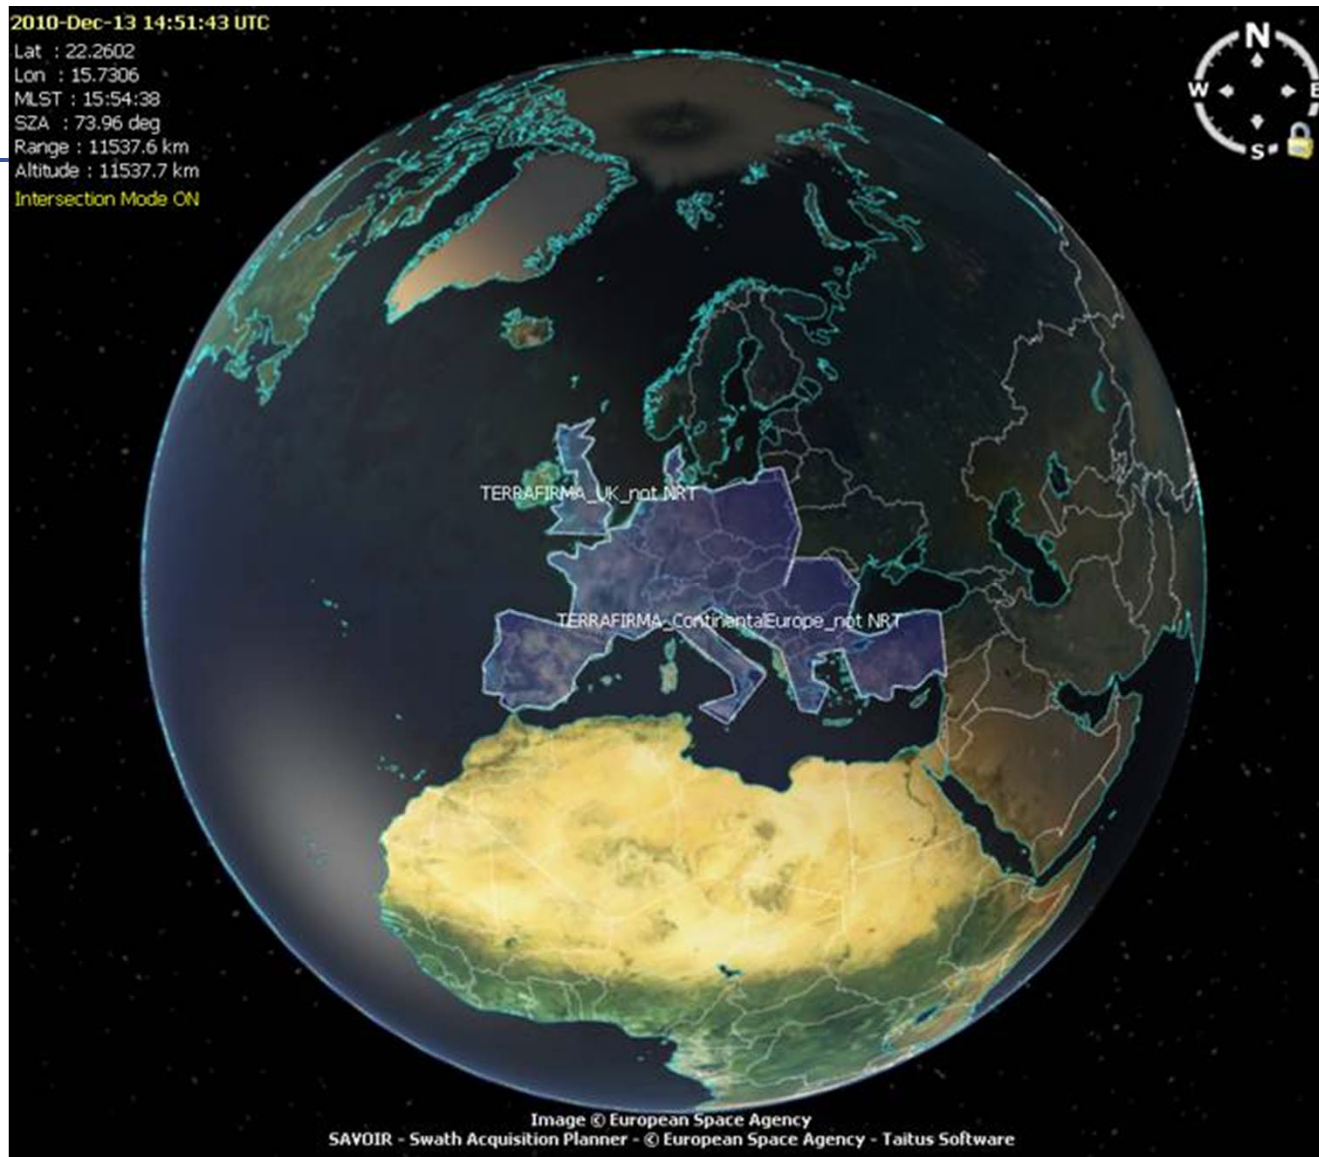 2010-Dec-13 14:51:43 UTC
Lat : 22.2602
Lon : 15.7306
MLST : 15:54:38
SZA : 73.96 deg
Range : 11537.6 km
Altitude : 11537.7 km
Intersection Mode ON
N
W E
S
TERRAFIRMA_UK_not NRT
TERRAFIRMA_ContinentalEurope_not NRT
Image © European Space Agency
SAVOIR - Swath Acquisition Planner - © European Space Agency - Taitus Software